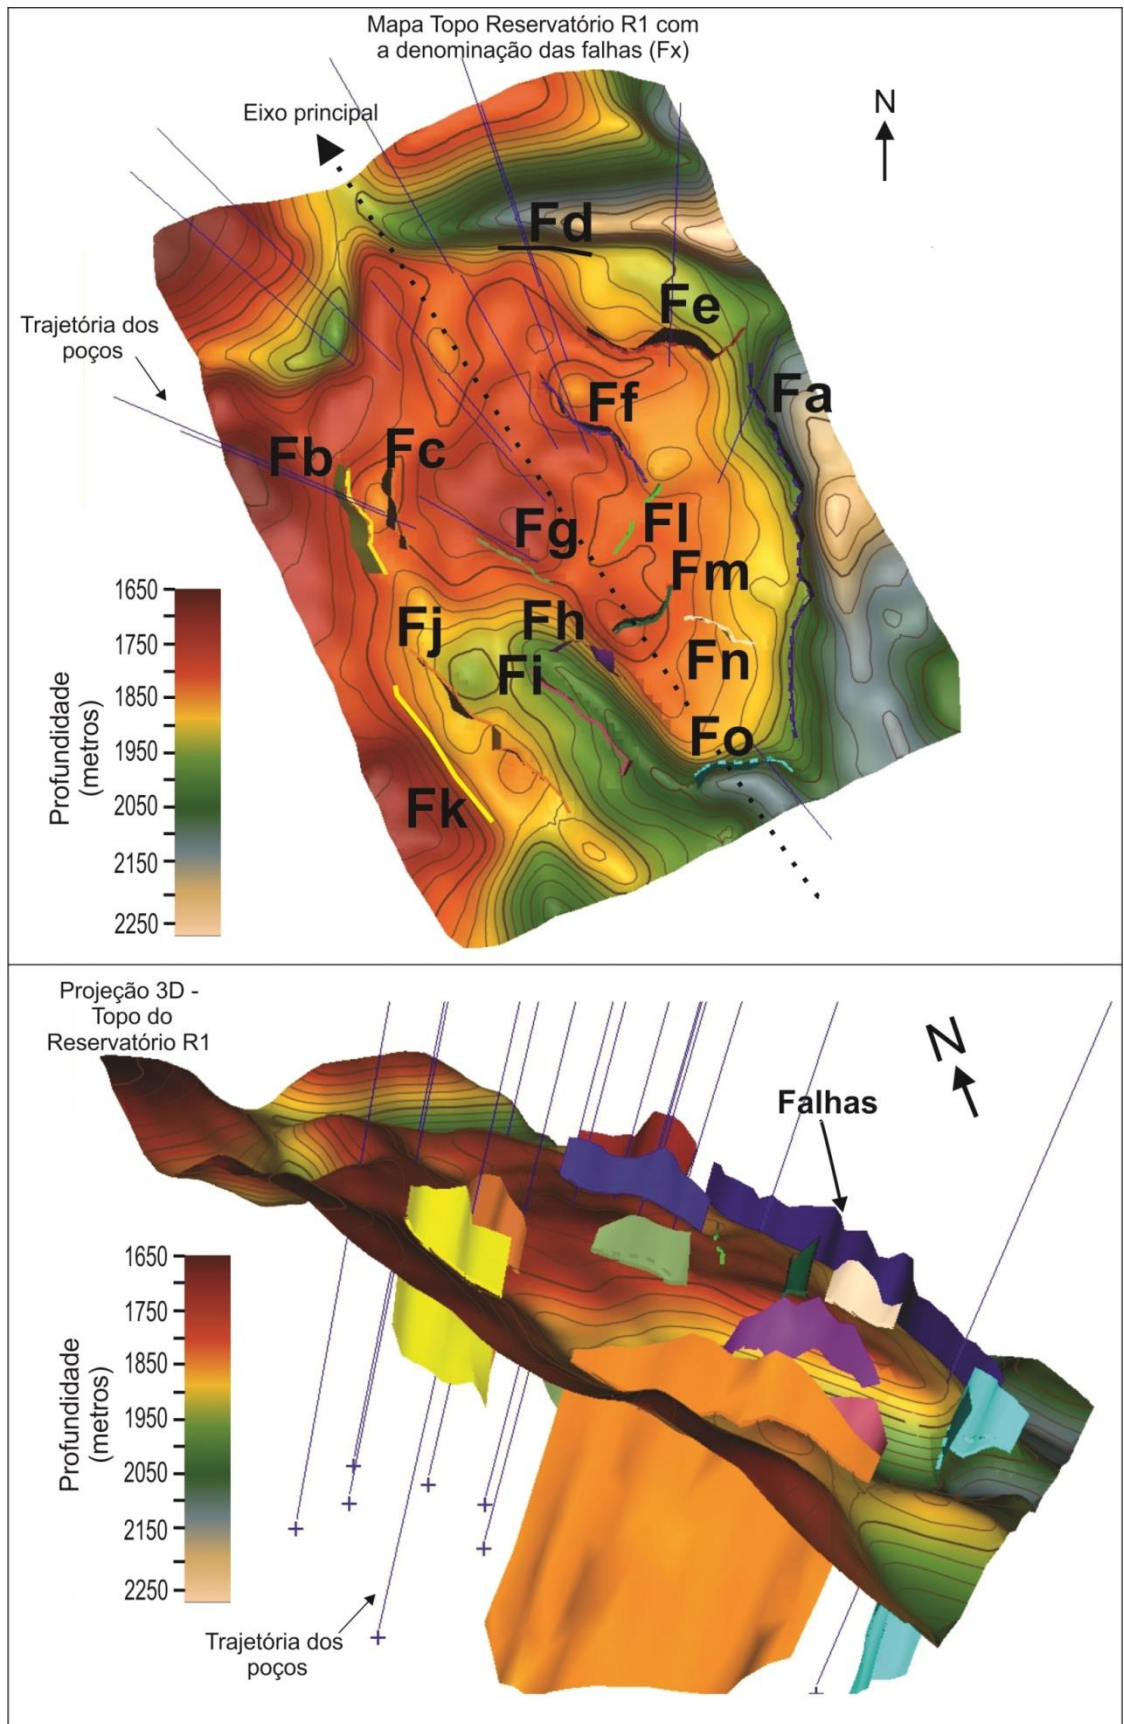 Mapa Topo Reservatório R1 com
a denominação das falhas (Fx)
Eixo principal
N
Fd
Fe
Trajetória dos
poços
Fa
Ff
Fb
Fc
Fg
Fl
Fm
Fj
Fh
Fi
Fn
Fo
Fk
Profundidade
(metros)
1650
1750
1850
1950
2050
2150
2250
Projeção 3D -
Topo do
Reservatório R1
N
Falhas
Profundidade
(metros)
1650
1750
1850
1950
2050
2150
2250
Trajetória dos
poços